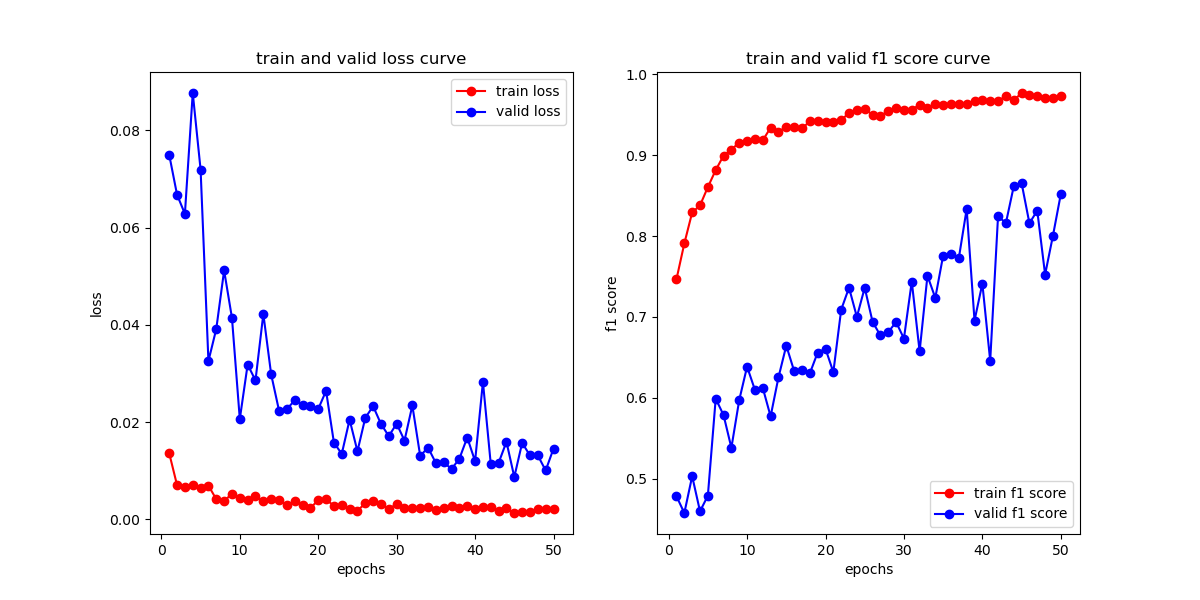 train and valid loss curve
train loss
valid loss
0.08
0.06
0.04
0.02
0.00
loss
0
10
20
30
40
50
epochs
train and valid f1 score curve
1.0
0.9
0.8
0.7
0.6
0.5
f1 score
train f1 score
valid f1 score
0
10
20
30
40
50
epochs